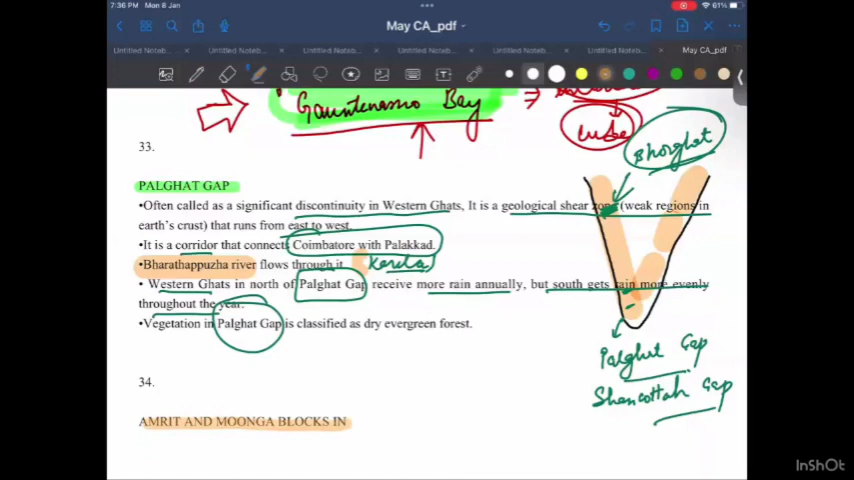 7:36 PM Mon 8 Jan
61%
May CA_pdf
Untitled Noteb... Untitled Noteb... Untitled Noteb... Untitled Noteb... Untitled Noteb... Untitled Noteb... May CA_pdf
Bay
Cuba
Bhorghat
33.
PALGHAT GAP
•Often called as a significant discontinuity in Western Ghats, It is a geological shear zone (weak regions in
earth's crust) that runs from east to west.
•It is a corridor that connects Coimbatore with Palakkad.
•Bharathappuzha river flows through it. Kerala
• Western Ghats in north of Palghat Gap receive more rain annually, but south gets rain more evenly
throughout the year.
•Vegetation in Palghat Gap is classified as dry evergreen forest.
Palghat Gap
Shencottah Gap
34.
AMRIT AND MOONGA BLOCKS IN
InShOt